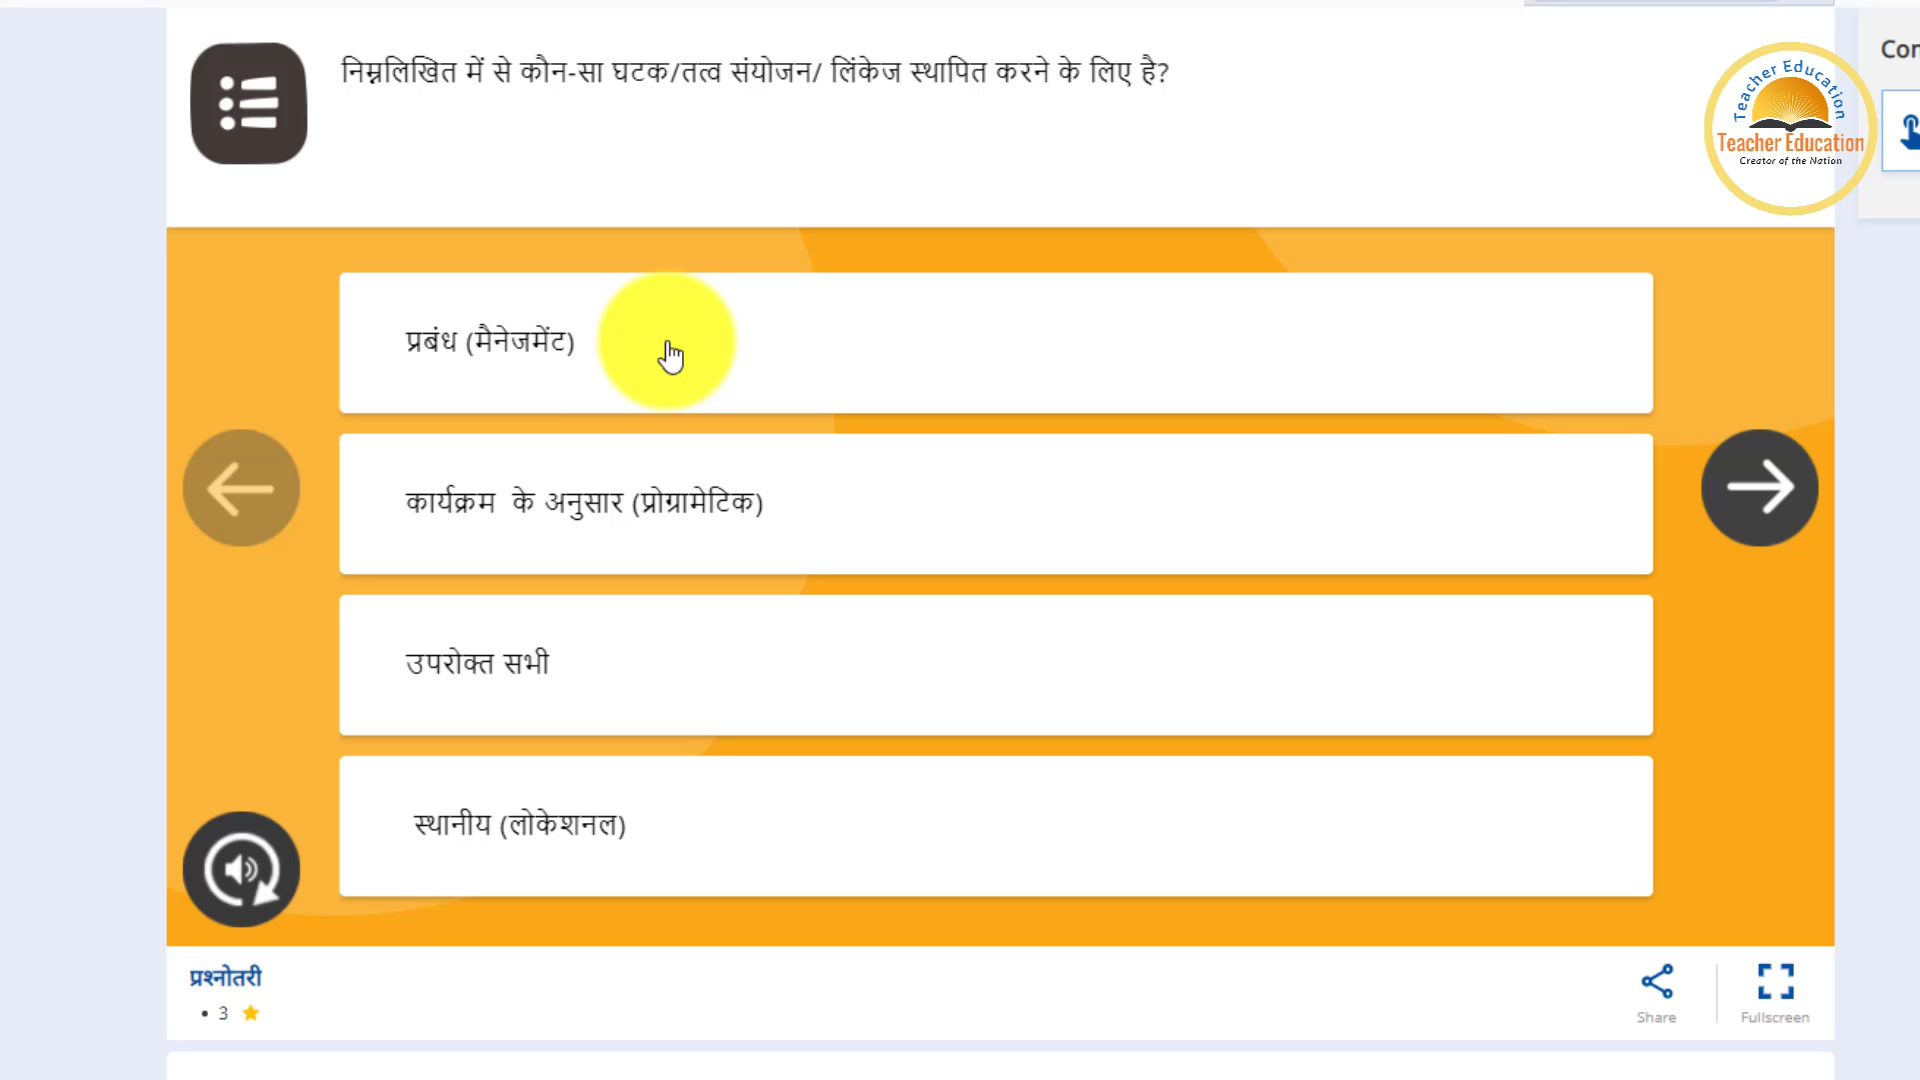 निम्नलिखित में से कौन-सा घटक/तत्व संयोजन/ लिंकेज स्थापित करने के लिए है?
Con
Teacher Education
Teacher Education
Creator of the Nation
प्रबंध (मैनेजमेंट)
कार्यक्रम के अनुसार (प्रोग्रामेटिक)
उपरोक्त सभी
स्थानीय (लोकेशनल)
प्रश्नोतरी
• 3
Share
Fullscreen